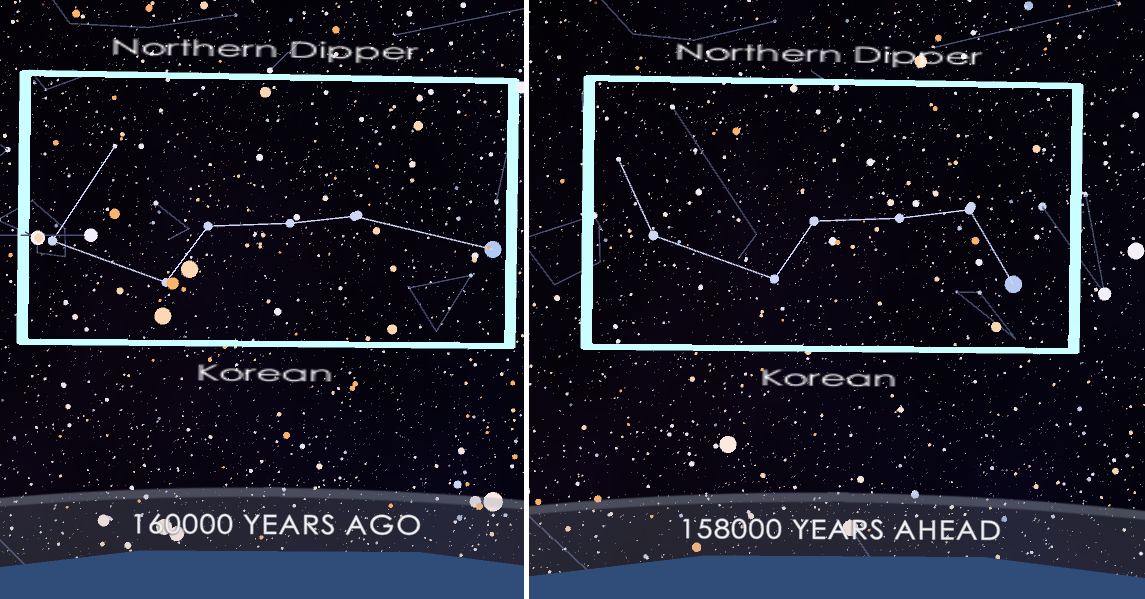 Northern Dipper
Korean
160000 YEARS AGO
Northern Dipper
Korean
158000 YEARS AHEAD